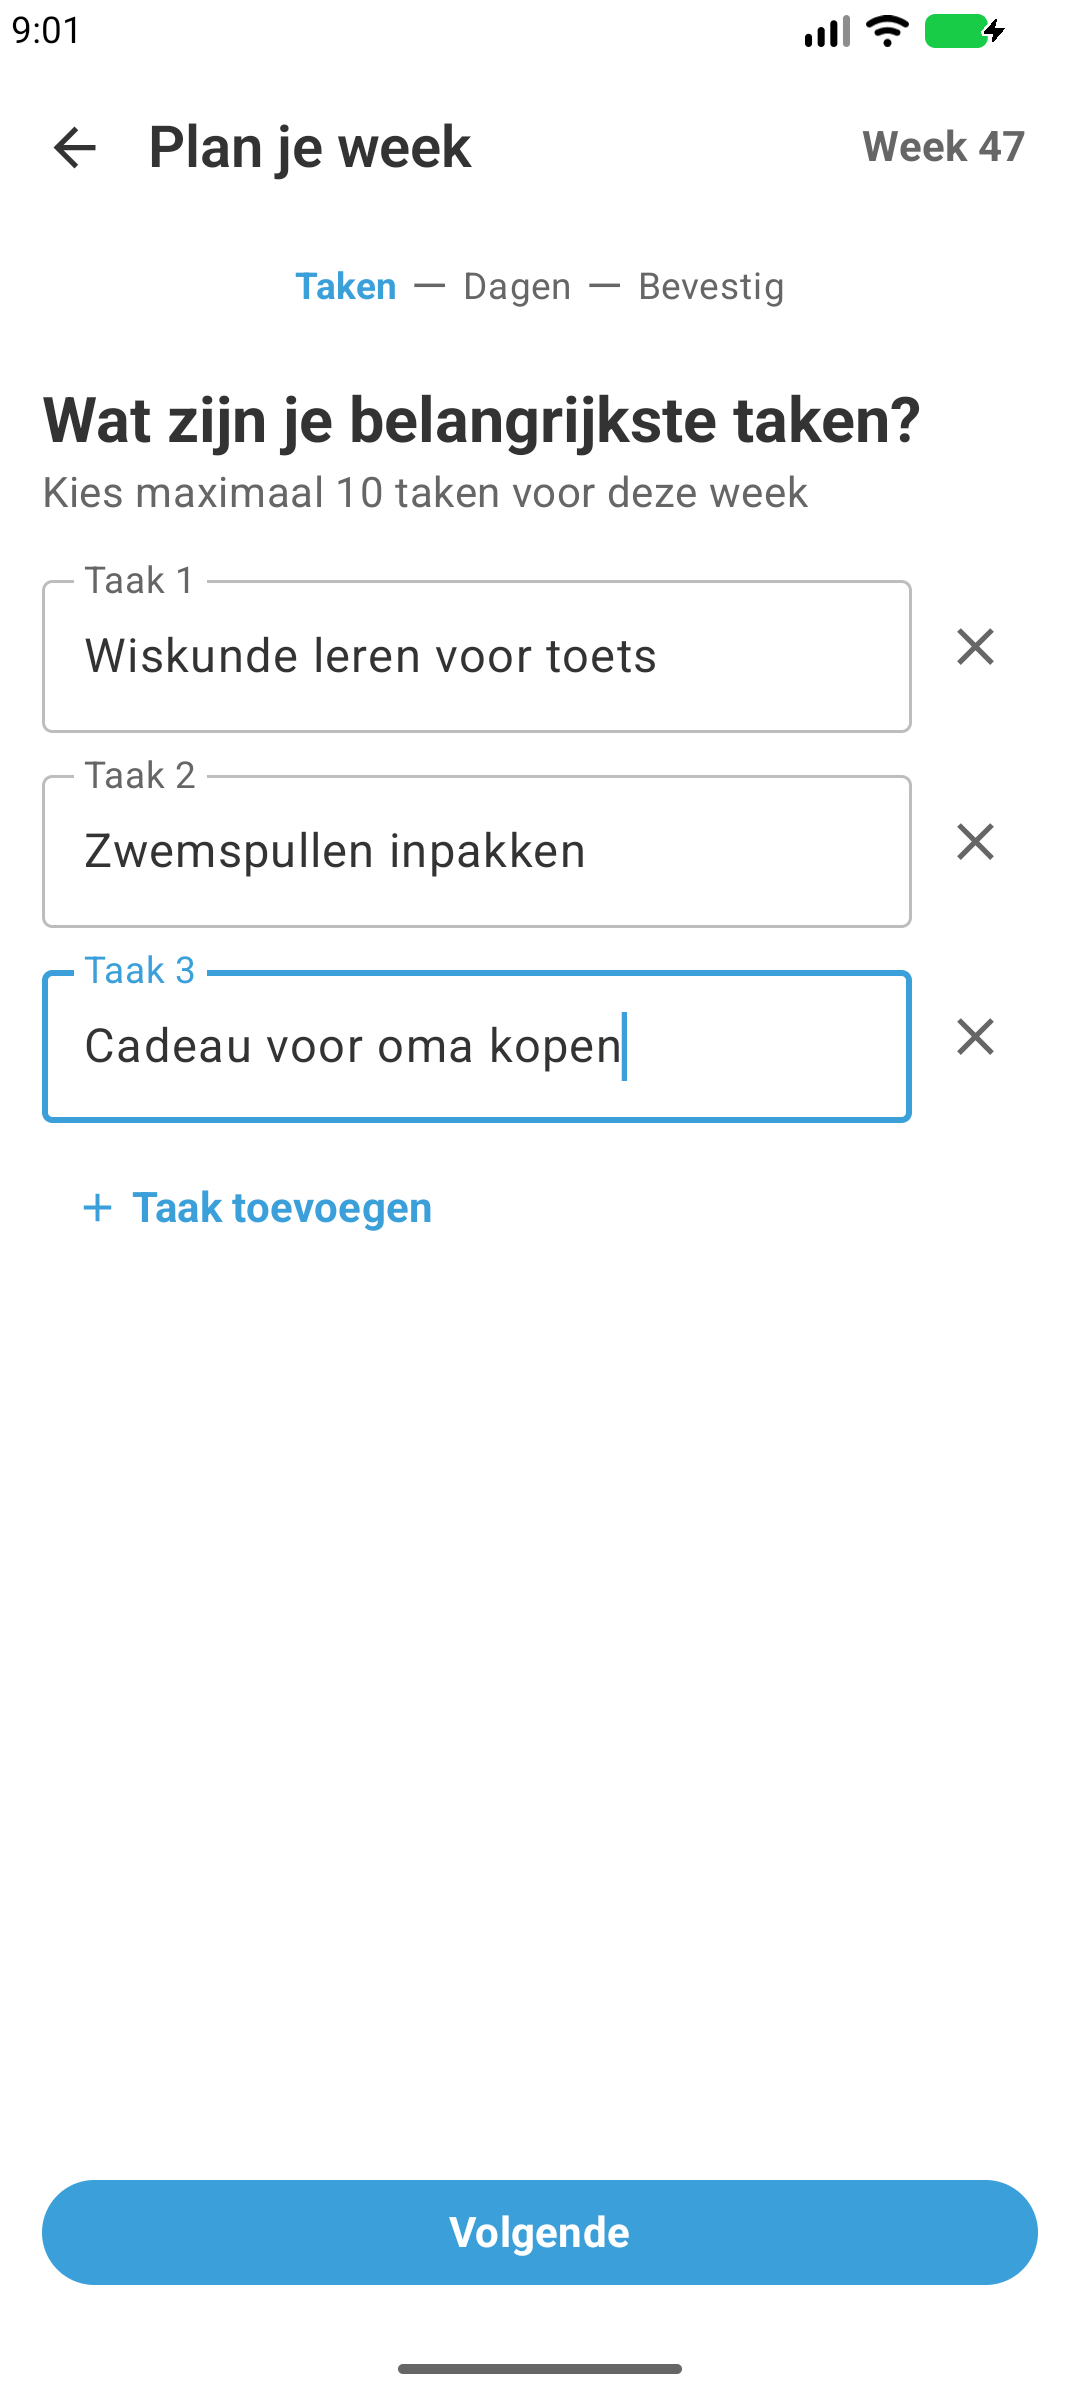 9:01
Plan je week
Week 47
Taken — Dagen — Bevestig
Wat zijn je belangrijkste taken?
Kies maximaal 10 taken voor deze week
Taak 1
Wiskunde leren voor toets
Taak 2
Zwemspullen inpakken
Taak 3
Cadeau voor oma kopen
+ Taak toevoegen
Volgende